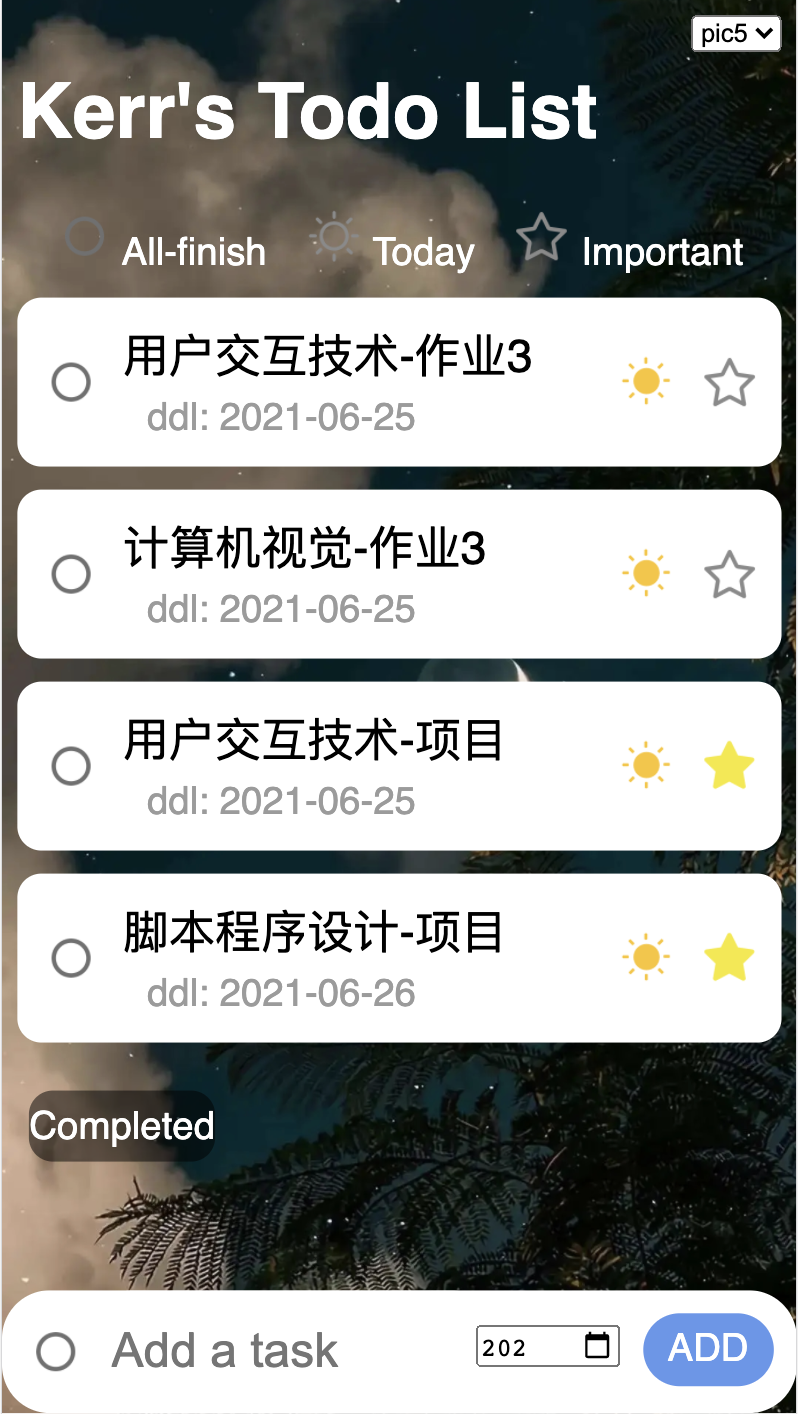 pic5
Kerr's Todo List
All-finish Today Important
用户交互技术-作业3
ddl: 2021-06-25
计算机视觉-作业3
ddl: 2021-06-25
用户交互技术-项目
ddl: 2021-06-25
脚本程序设计-项目
ddl: 2021-06-26
Completed
Add a task 202 ADD